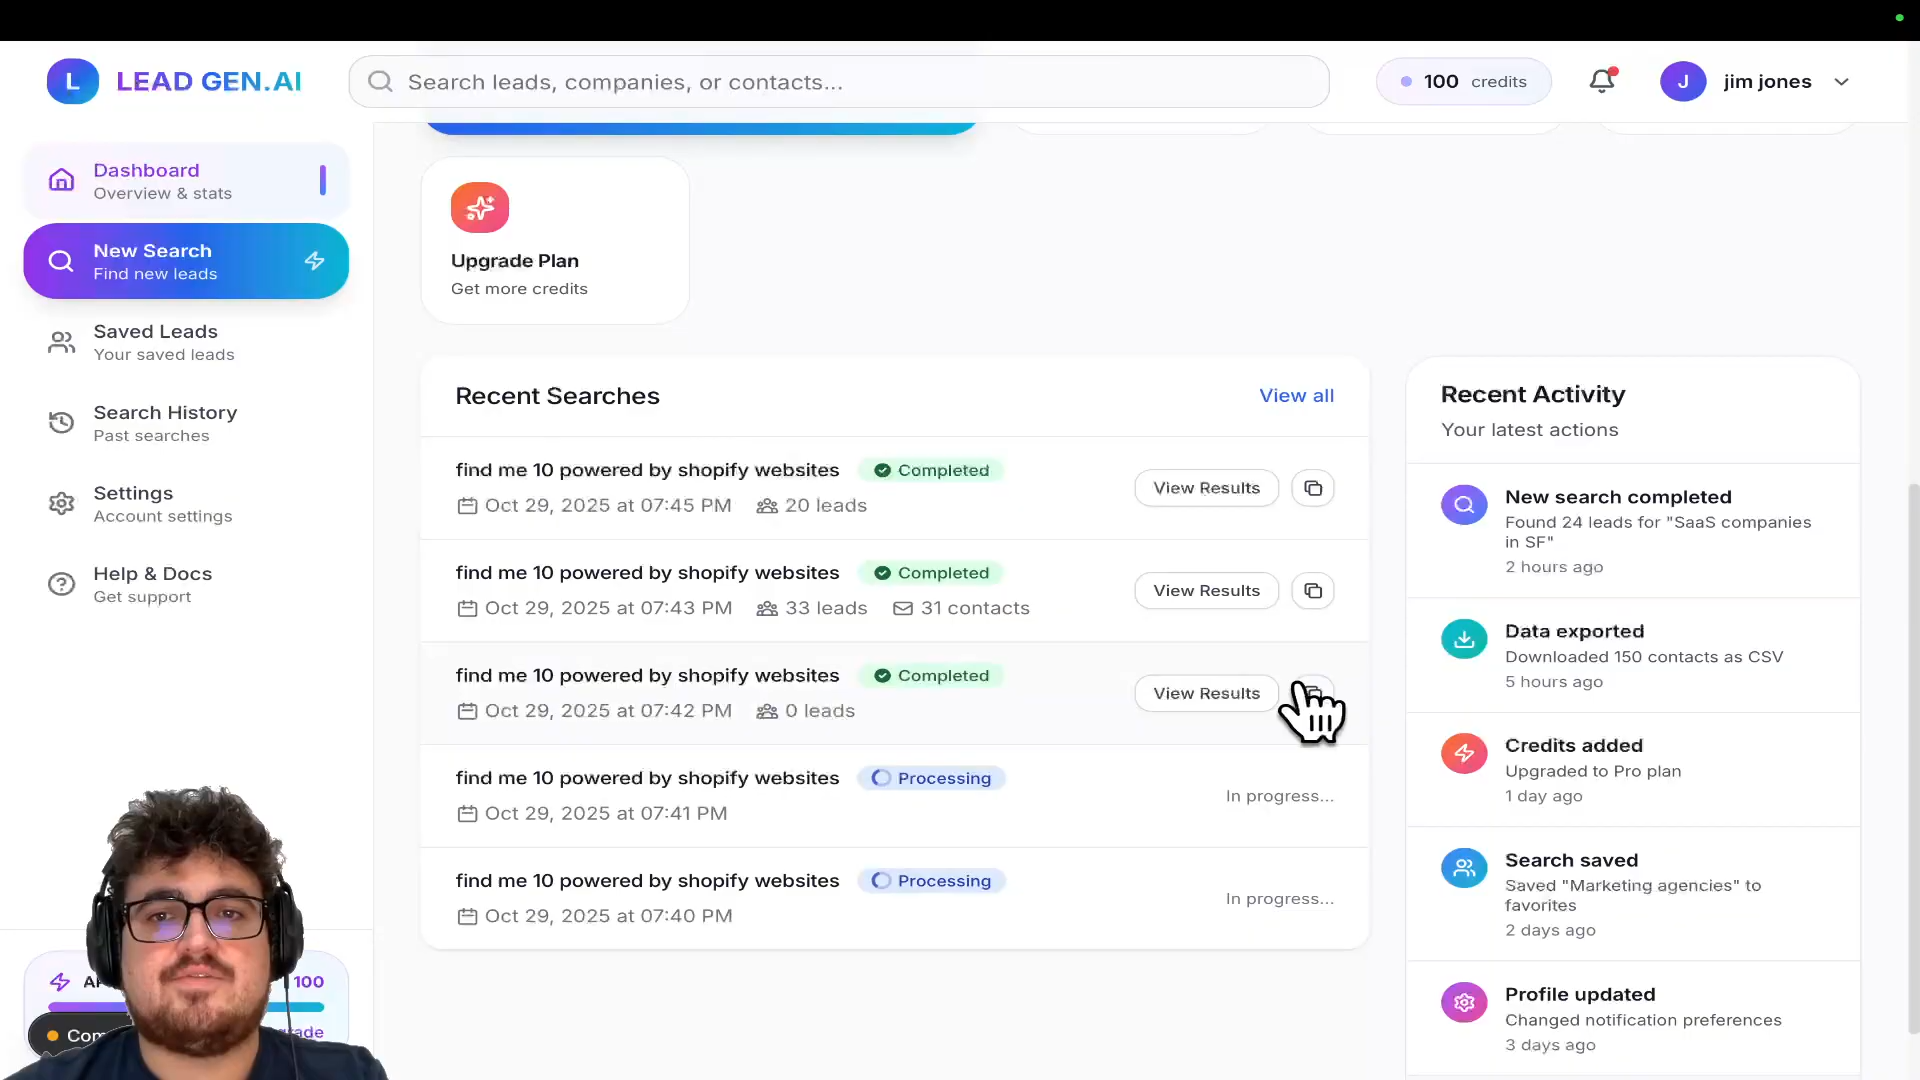 L LEAD GEN.AI
Search leads, companies, or contacts...
100 credits
J jim jones
Dashboard
Overview & stats
New Search
Find new leads
Saved Leads
Your saved leads
Search History
Past searches
Settings
Account settings
Help & Docs
Get support
100
Upgrade Plan
Get more credits
Recent Searches
View all
find me 10 powered by shopify websites Completed
Oct 29, 2025 at 07:45 PM 20 leads
View Results
find me 10 powered by shopify websites Completed
Oct 29, 2025 at 07:43 PM 33 leads 31 contacts
View Results
find me 10 powered by shopify websites Completed
Oct 29, 2025 at 07:42 PM 0 leads
View Results
find me 10 powered by shopify websites Processing
Oct 29, 2025 at 07:41 PM
In progress...
find me 10 powered by shopify websites Processing
Oct 29, 2025 at 07:40 PM
In progress...
Recent Activity
Your latest actions
New search completed
Found 24 leads for "SaaS companies
in SF"
2 hours ago
Data exported
Downloaded 150 contacts as CSV
5 hours ago
Credits added
Upgraded to Pro plan
1 day ago
Search saved
Saved "Marketing agencies" to
favorites
2 days ago
Profile updated
Changed notification preferences
3 days ago